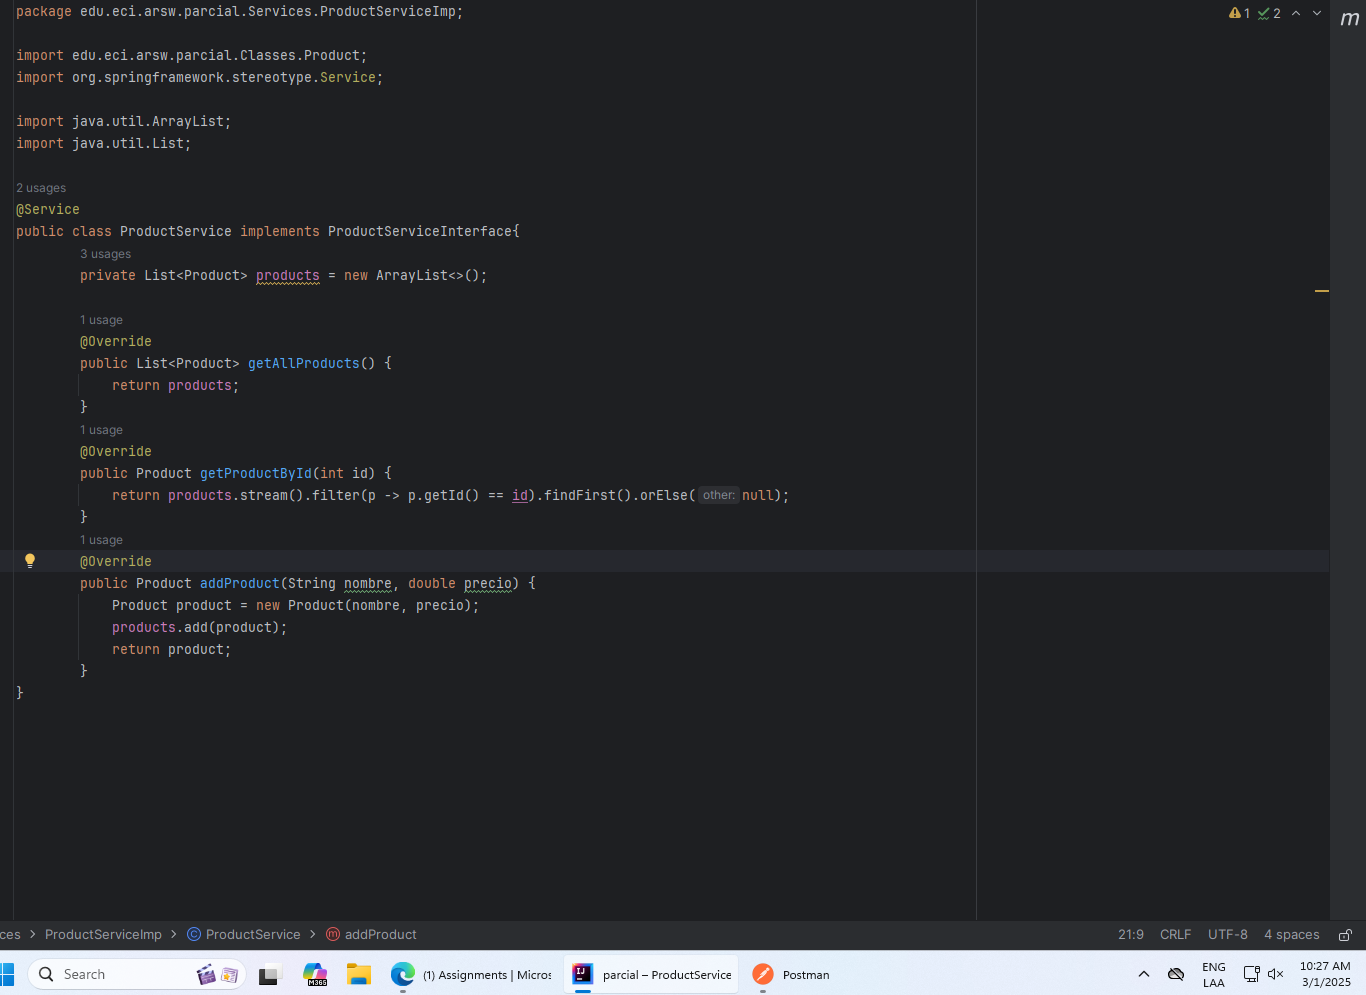 package edu.eci.arsw.parcial.Services.ProductServiceImp;
1 2
m
import edu.eci.arsw.parcial.Classes.Product;
import org.springframework.stereotype.Service;
import java.util.ArrayList;
import java.util.List;
2 usages
@Service
public class ProductService implements ProductServiceInterface{
3 usages
private List<Product> products = new ArrayList<>();
1 usage
@Override
public List<Product> getAllProducts() {
return products;
}
1 usage
@Override
public Product getProductById(int id) {
return products.stream().filter(p -> p.getId() == id).findFirst().orElse( other: null);
}
1 usage
@Override
public Product addProduct(String nombre, double precio) {
Product product = new Product(nombre, precio);
products.add(product);
return product;
}
}
ces > ProductServiceImp > ProductService > addProduct
21:9 CRLF UTF-8 4 spaces
Search
M365
(1) Assignments | Micros
IJ
parcial – ProductService
Postman
ENG
LAA
10:27 AM
3/1/2025